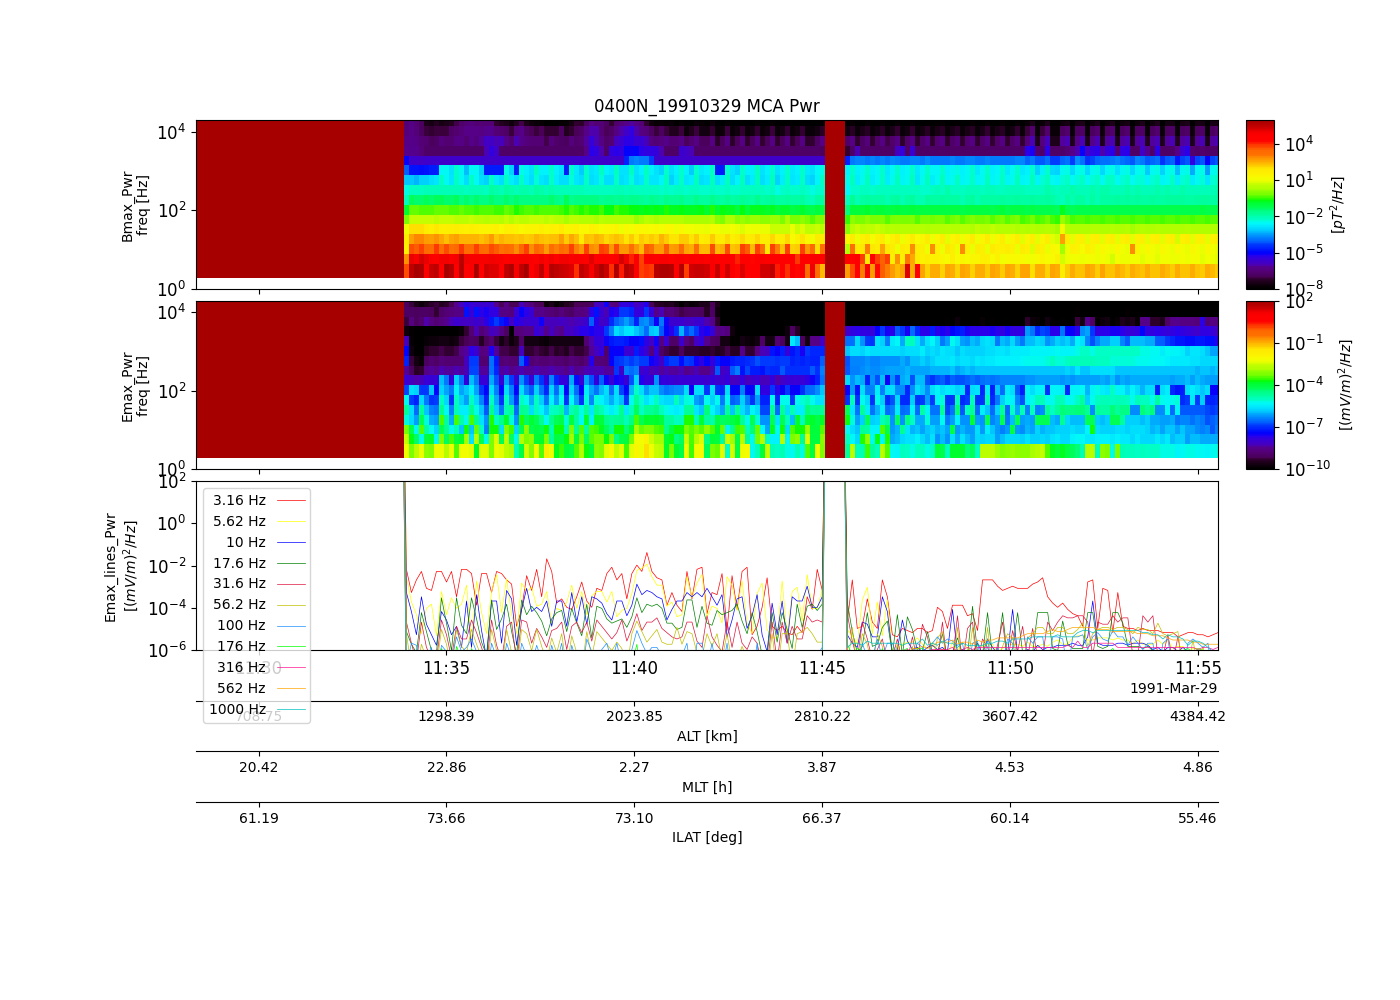 0400N_19910329 MCA Pwr
Bmax_Pwr
freq [Hz]
10^4
10^2
10^0
10^4
10^1
10^-2
10^-5
10^-8
[pT^2/Hz]
Emax_Pwr
freq [Hz]
10^4
10^2
10^0
10^2
10^-1
10^-4
10^-7
10^-10
[(mV/m)^2/Hz]
Emax_lines_Pwr
[(mV/m)^2/Hz]
10^2
10^0
10^-2
10^-4
10^-6
3.16 Hz
5.62 Hz
10 Hz
17.6 Hz
31.6 Hz
56.2 Hz
100 Hz
176 Hz
316 Hz
562 Hz
1000 Hz
11:30 11:35 11:40 11:45 11:50 11:55
1991-Mar-29
708.75 1298.39 2023.85 2810.22 3607.42 4384.42
ALT [km]
20.42 22.86 2.27 3.87 4.53 4.86
MLT [h]
61.19 73.66 73.10 66.37 60.14 55.46
ILAT [deg]